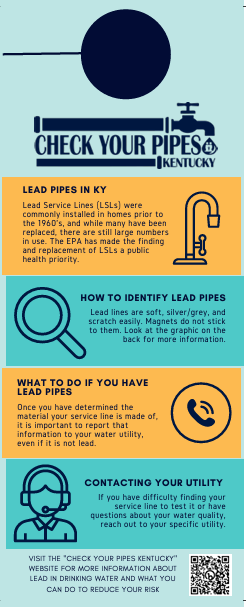 CHECK YOUR PIPES
KENTUCKY
LEAD PIPES IN KY
Lead Service Lines (LSLs) were
commonly installed in homes prior to
the 1960's, and while many have been
replaced, there are still large numbers
in use. The EPA has made the finding
and replacement of LSLs a public
health priority.
HOW TO IDENTIFY LEAD PIPES
Lead lines are soft, silver/grey, and
scratch easily. Magnets do not stick
to them. Look at the graphic on the
back for more information.
WHAT TO DO IF YOU HAVE
LEAD PIPES
Once you have determined the
material your service line is made of,
it is important to report that
information to your water utility,
even if it is not lead.
CONTACTING YOUR UTILITY
If you have difficulty finding your
service line to test it or have
questions about your water quality,
reach out to your specific utility.
VISIT THE "CHECK YOUR PIPES KENTUCKY"
WEBSITE FOR MORE INFORMATION ABOUT
LEAD IN DRINKING WATER AND WHAT YOU
CAN DO TO REDUCE YOUR RISK